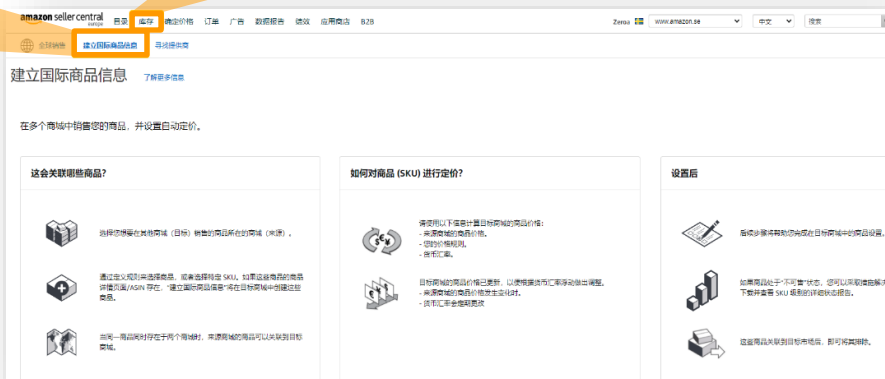 amazon seller central
europe
目录 库存 确定价格 订单 广告 数据报告 绩效 应用商店 B2B
Zeroa www.amazon.se 中文 搜索
全球销售 建立国际商品信息 寻找提供商
建立国际商品信息 了解更多信息
在多个商城中销售您的商品，并设置自动定价。
这会关联哪些商品？
选择您想要在其他商城（目标）销售的商品所在的商城（来源）。
通过定义规则来选择商品，或者选择特定 SKU。如果这些商品的商品
详情页面/ASIN 存在，“建立国际商品信息”将在目标商城中创建这些
商品。
当同一商品同时存在于两个商城时，来源商城的商品可以关联到目标
商城。
如何对商品 (SKU) 进行定价？
请使用以下信息计算目标商城的商品价格：
- 来源商城的商品价格。
- 您的价格规则。
- 货币汇率。
目标商城的商品价格已更新，以便根据货币汇率浮动做出调整。
- 来源商城的商品价格发生变化时。
- 货币汇率会定期更改
设置后
后续步骤将帮助您完成在目标商城中的商品设置。
如果商品处于“不可售”状态，您可以采取措施解决
下载并查看 SKU 级别的详细状态报告。
这些商品关联到目标市场后，即可将其排除。